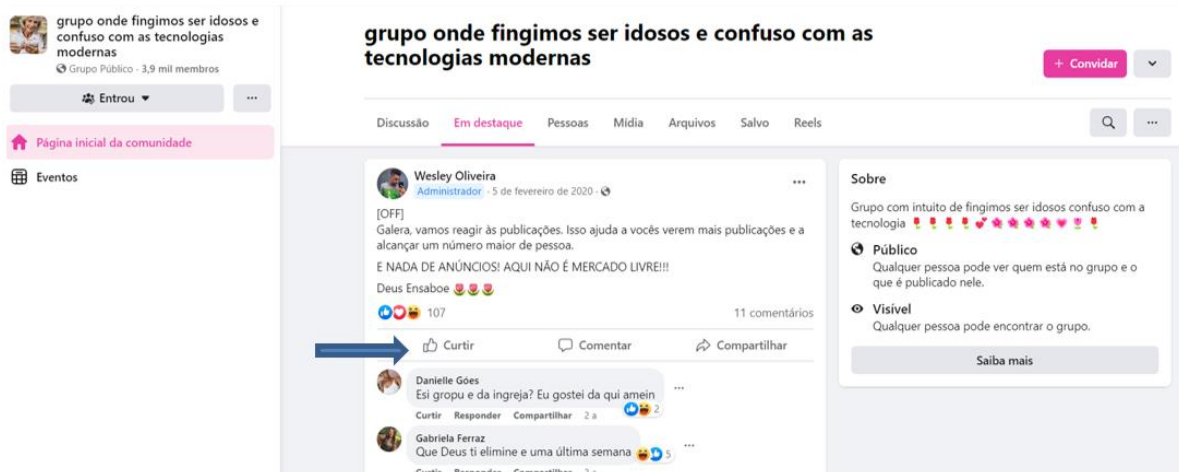 grupo onde fingimos ser idosos e
confuso com as tecnologias
modernas
Grupo Público · 3,9 mil membros
Entrou
Página inicial da comunidade
Eventos
grupo onde fingimos ser idosos e confuso com as
tecnologias modernas
+ Convidar
Discussão Em destaque Pessoas Mídia Arquivos Salvo Reels
Wesley Oliveira
Administrador · 5 de fevereiro de 2020 ·
[OFF]
Galera, vamos reagir às publicações. Isso ajuda a vocês verem mais publicações e a
alcançar um número maior de pessoa.
E NADA DE ANÚNCIOS! AQUI NÃO É MERCADO LIVRE!!!
Deus Ensaboe 🌷🌷🌷
107 11 comentários
Curtir Comentar Compartilhar
Danielle Góes
Esi gropu e da ingreja? Eu gostei da qui amein
Curtir Responder Compartilhar 2 a 2
Gabriela Ferraz
Que Deus ti elimine e uma última semana 5
Curtir Responder Compartilhar 2 a
Sobre
Grupo com intuito de fingimos ser idosos confuso com a
tecnologia 🌹🌹🌹🌹💕🌺🌺🌺🌺💗🌷🌹
Público
Qualquer pessoa pode ver quem está no grupo e o
que é publicado nele.
Visível
Qualquer pessoa pode encontrar o grupo.
Saiba mais